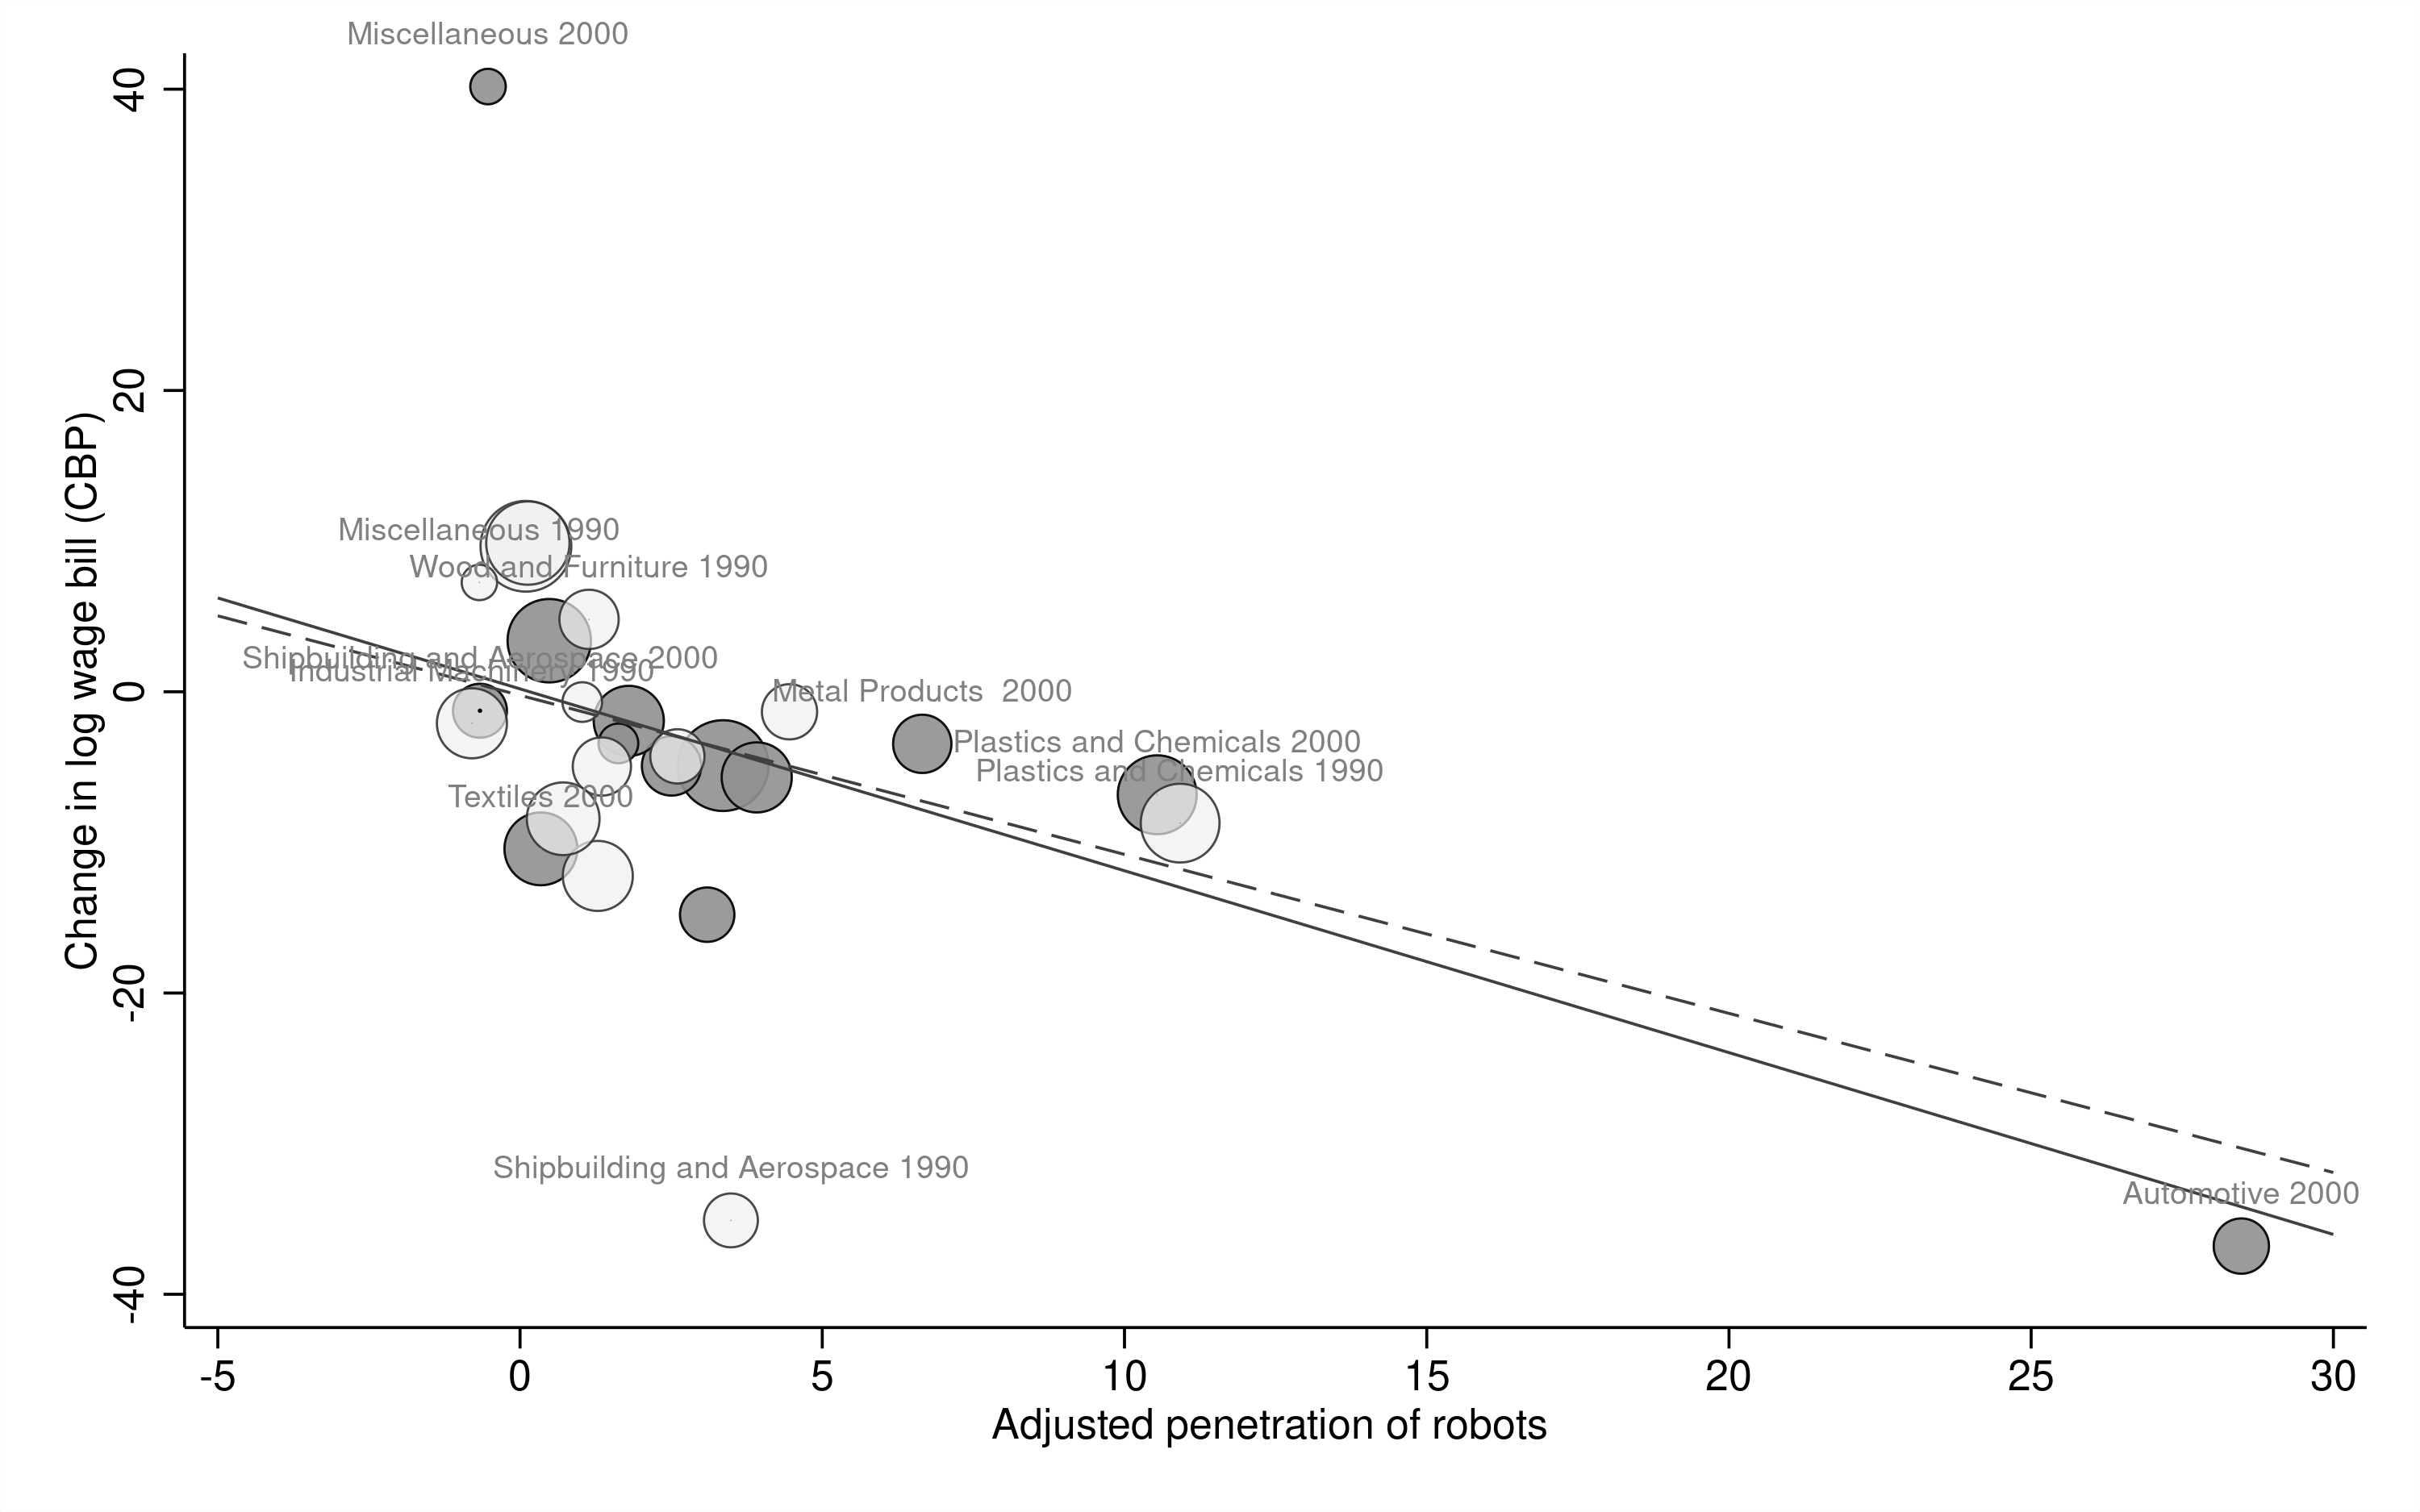 Miscellaneous 2000
40
20
0
-20
-40
Change in log wage bill (CBP)
Miscellaneous 1990
Wood and Furniture 1990
Shipbuilding and Aerospace 2000
Industrial Machinery 1990
Metal Products 2000
Plastics and Chemicals 2000
Plastics and Chemicals 1990
Textiles 2000
Shipbuilding and Aerospace 1990
Automotive 2000
-5 0 5 10 15 20 25 30
Adjusted penetration of robots